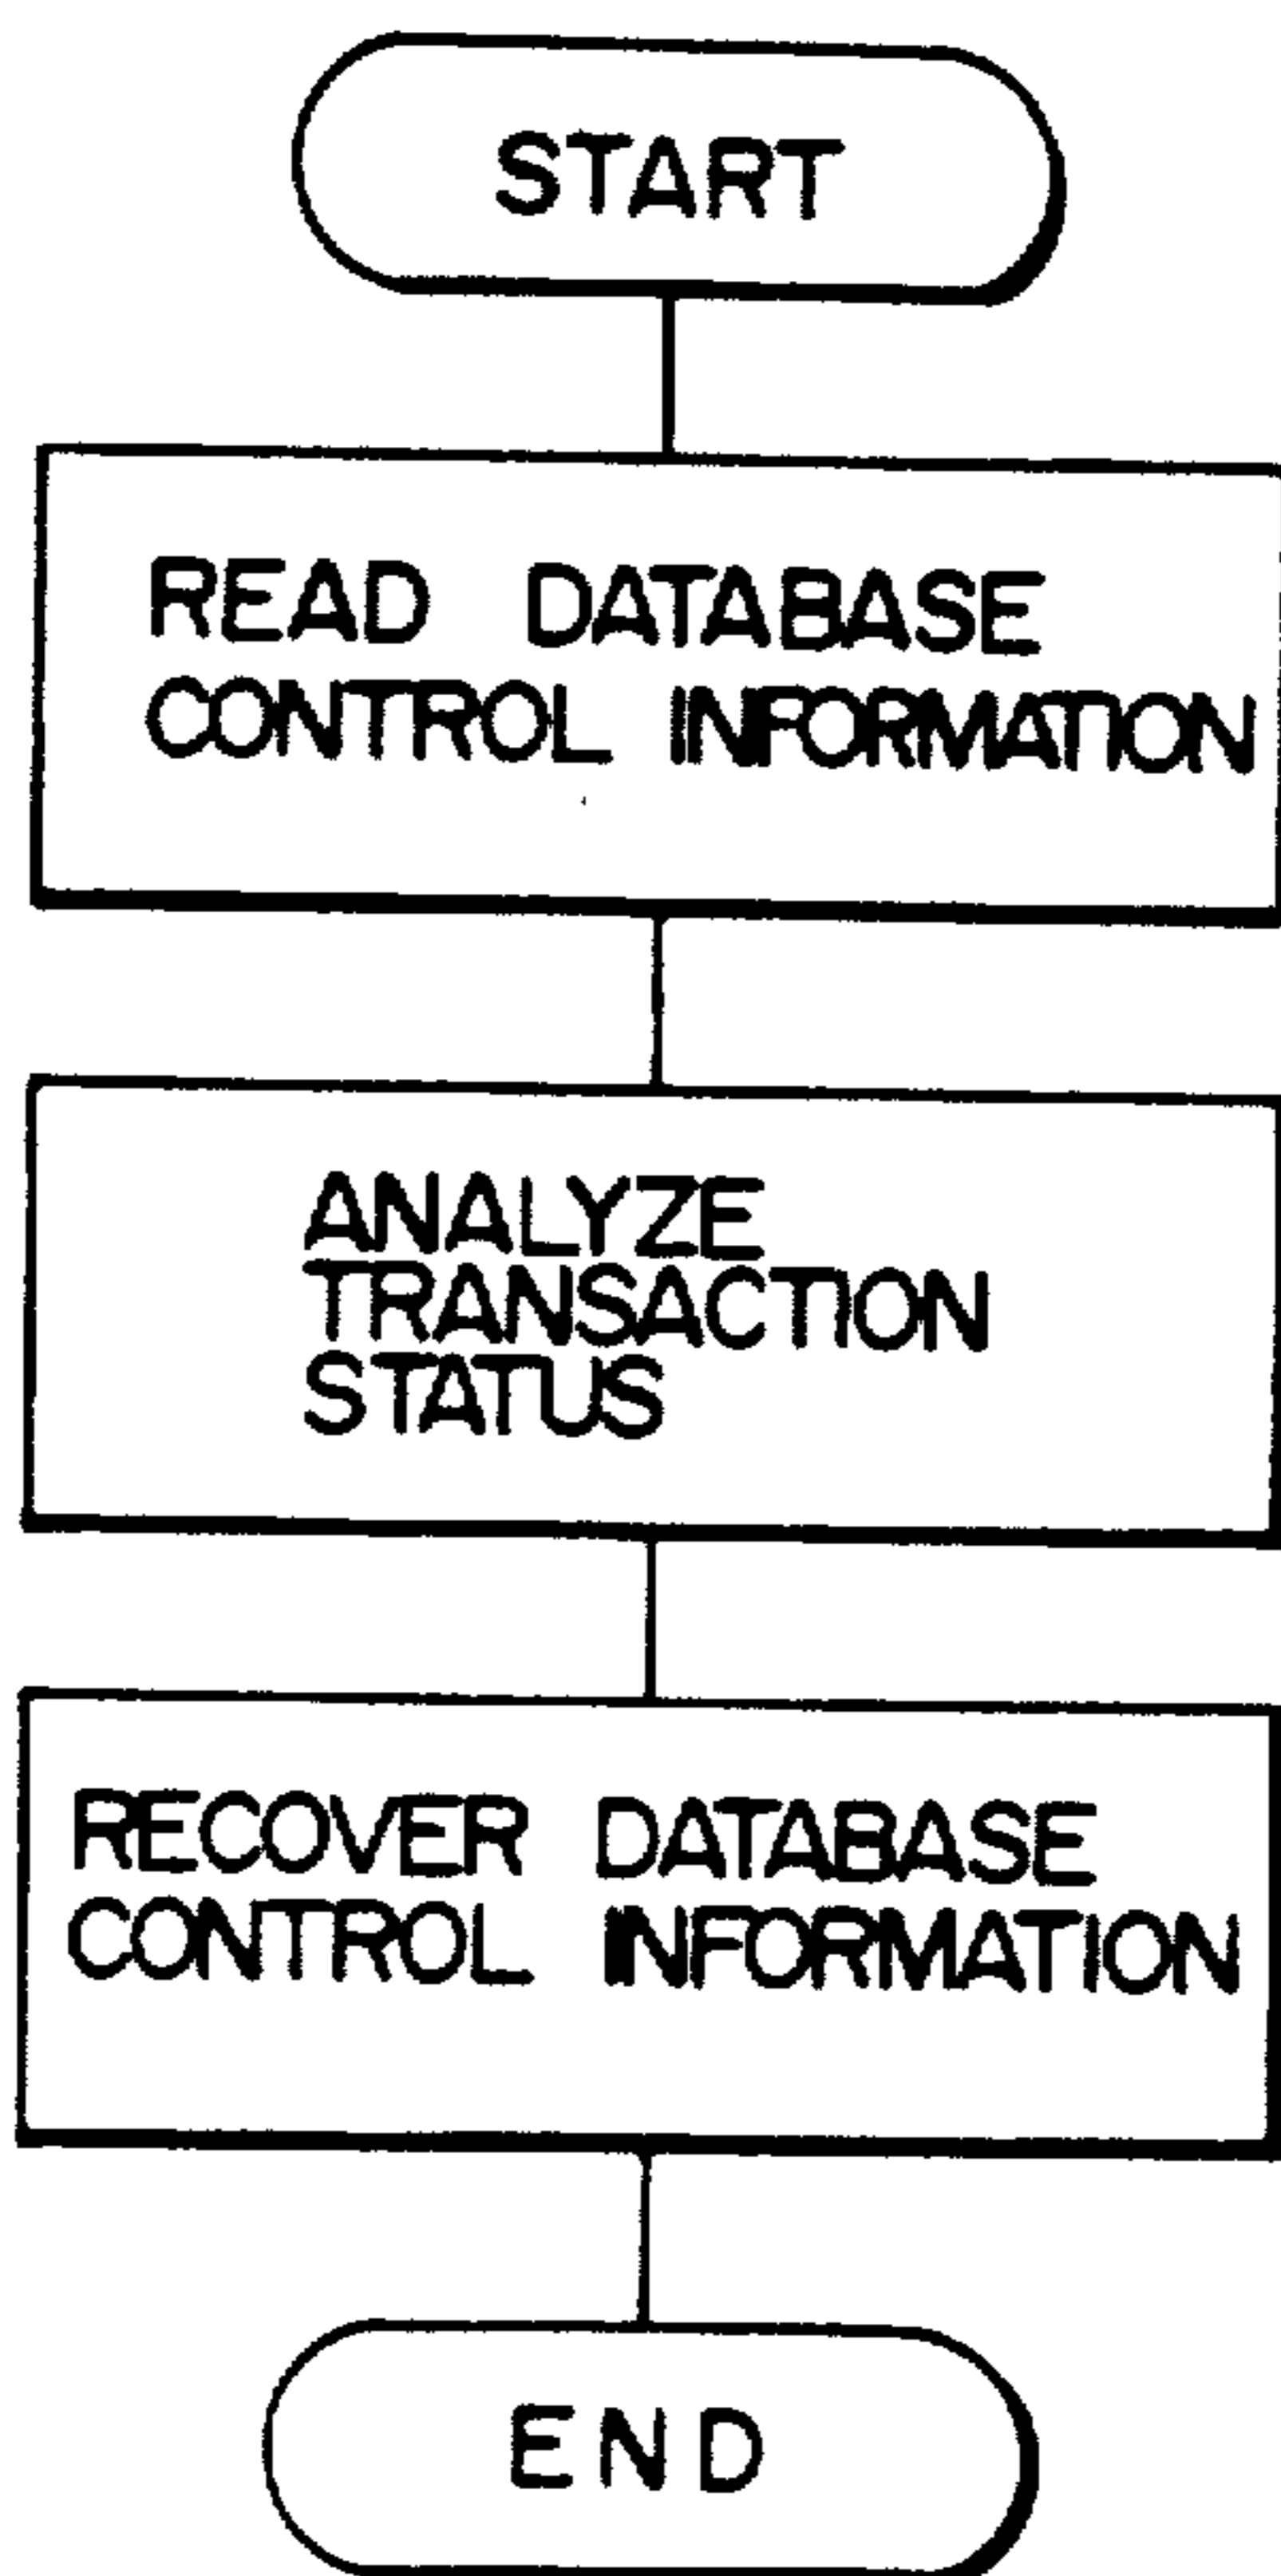 START
READ DATABASE
CONTROL INFORMATION
ANALYZE
TRANSACTION
STATUS
RECOVER DATABASE
CONTROL INFORMATION
END